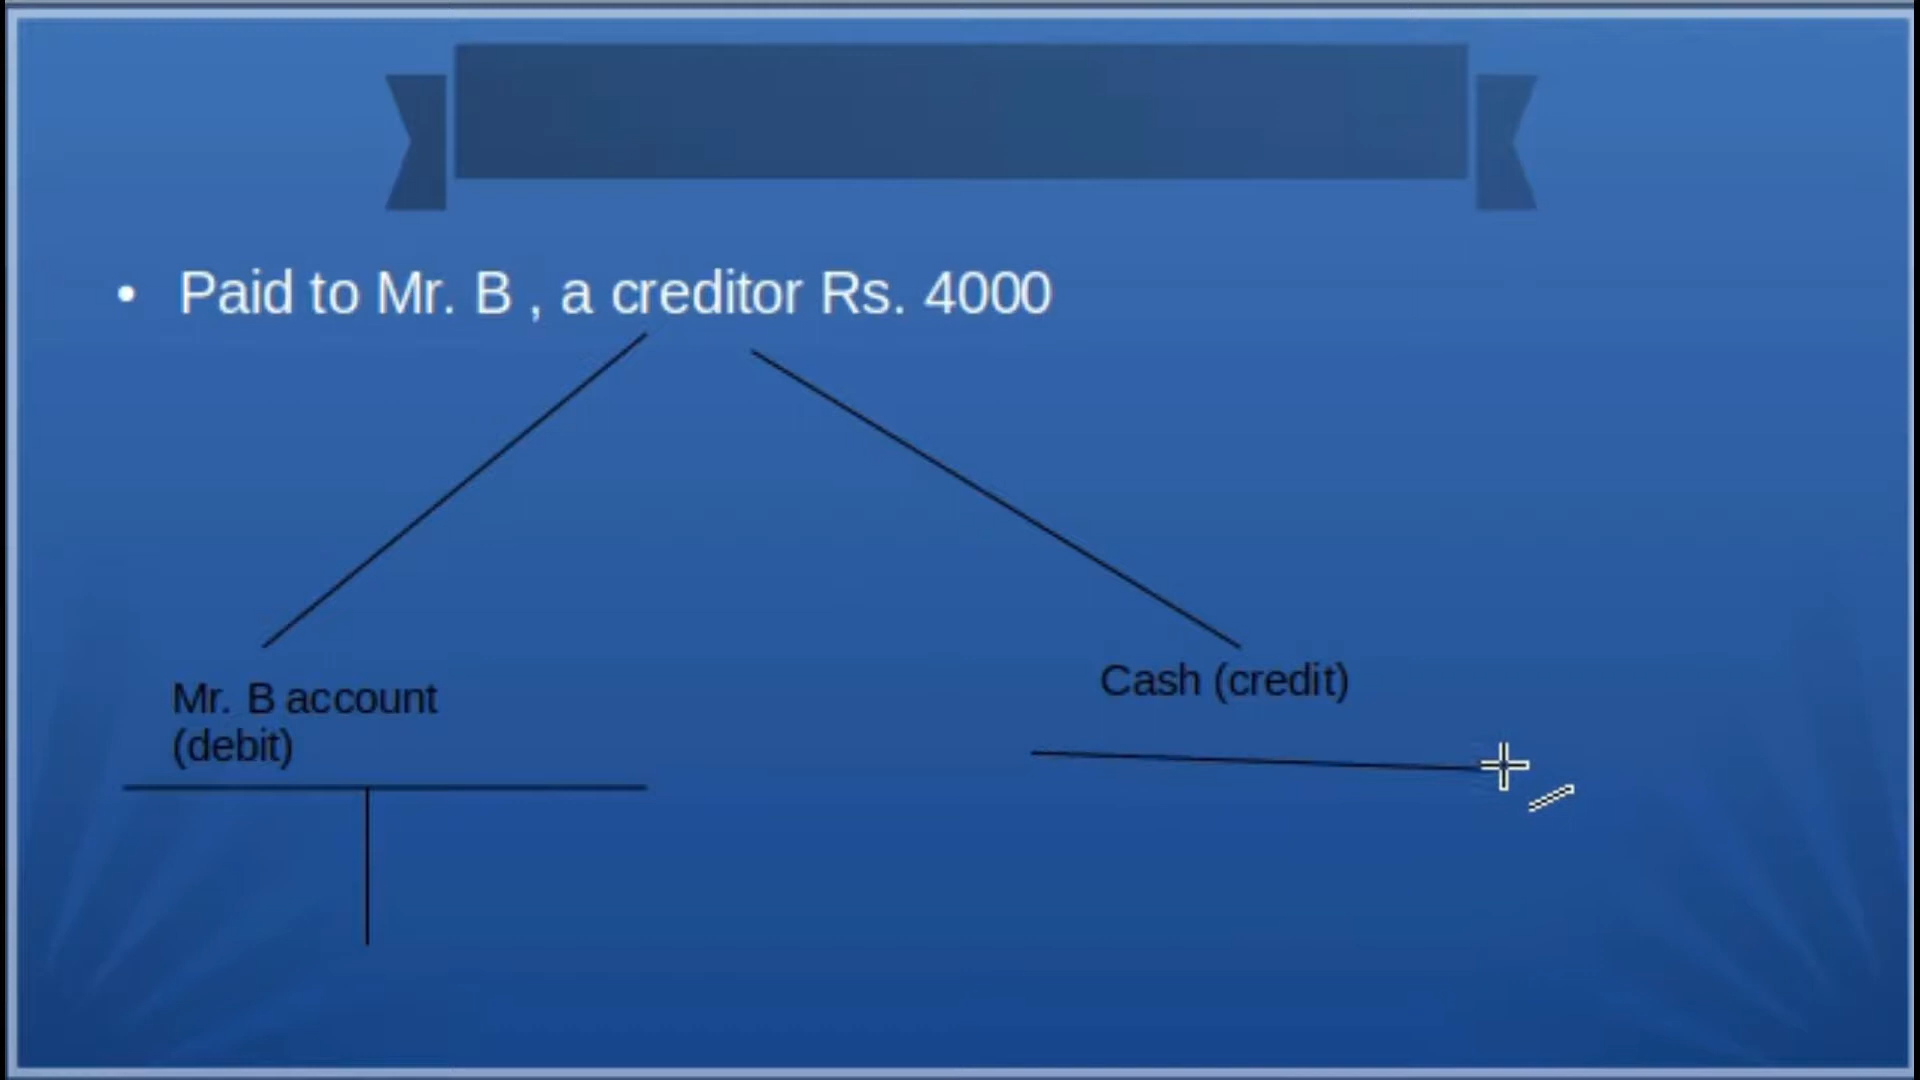 • Paid to Mr. B , a creditor Rs. 4000
Mr. B account
(debit)
Cash (credit)